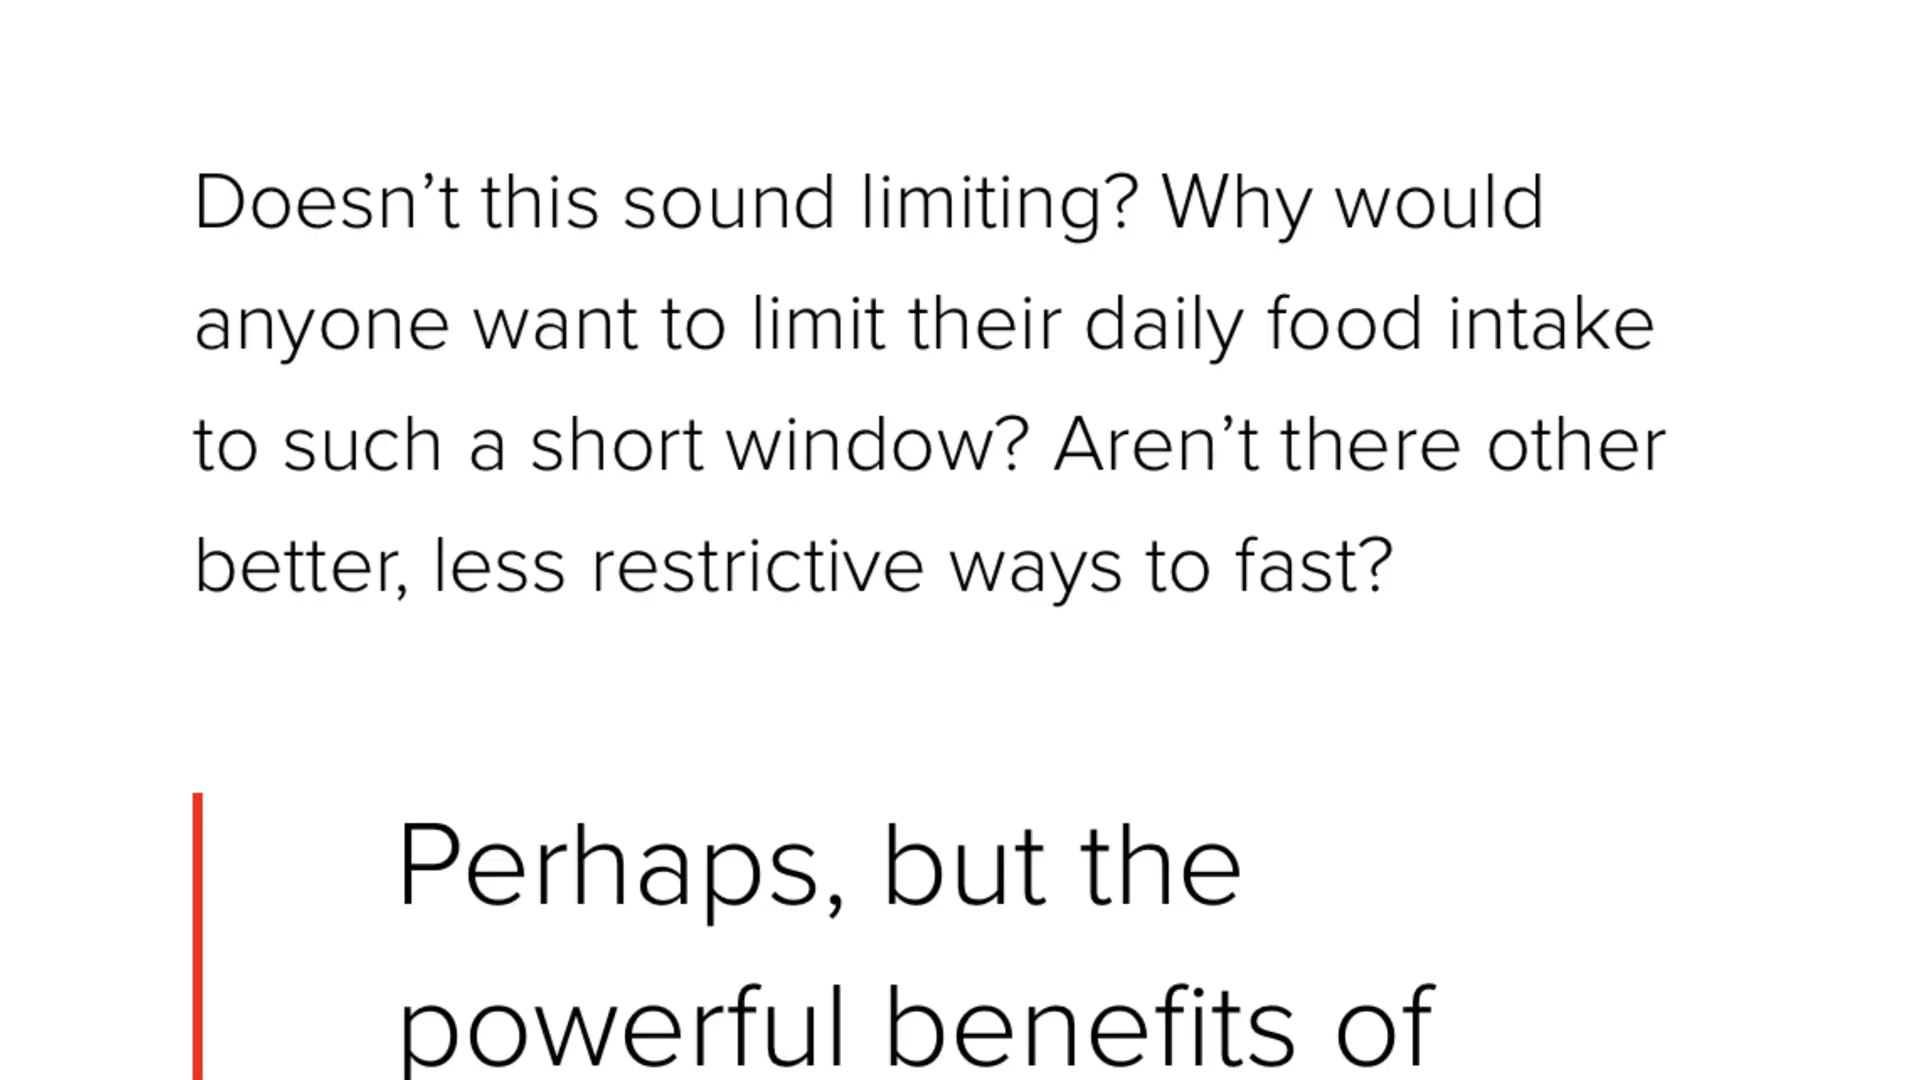 Doesn’t this sound limiting? Why would
anyone want to limit their daily food intake
to such a short window? Aren’t there other
better, less restrictive ways to fast?
Perhaps, but the
powerful benefits of